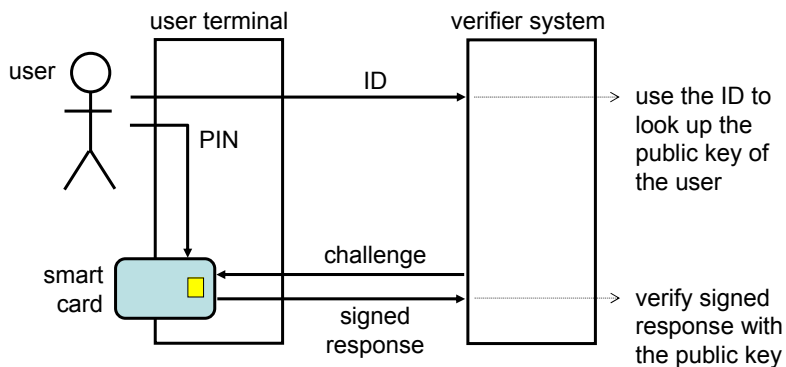 user terminal
verifier system
user
ID
use the ID to
look up the
public key of
the user
PIN
smart
card
challenge
signed
response
verify signed
response with
the public key